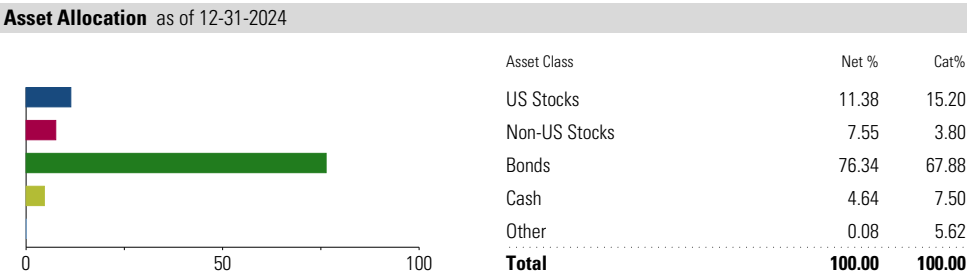 Asset Allocation as of 12-31-2024
Asset Class Net % Cat%
US Stocks 11.38 15.20
Non-US Stocks 7.55 3.80
Bonds 76.34 67.88
Cash 4.64 7.50
Other 0.08 5.62
0 50 100 Total 100.00 100.00